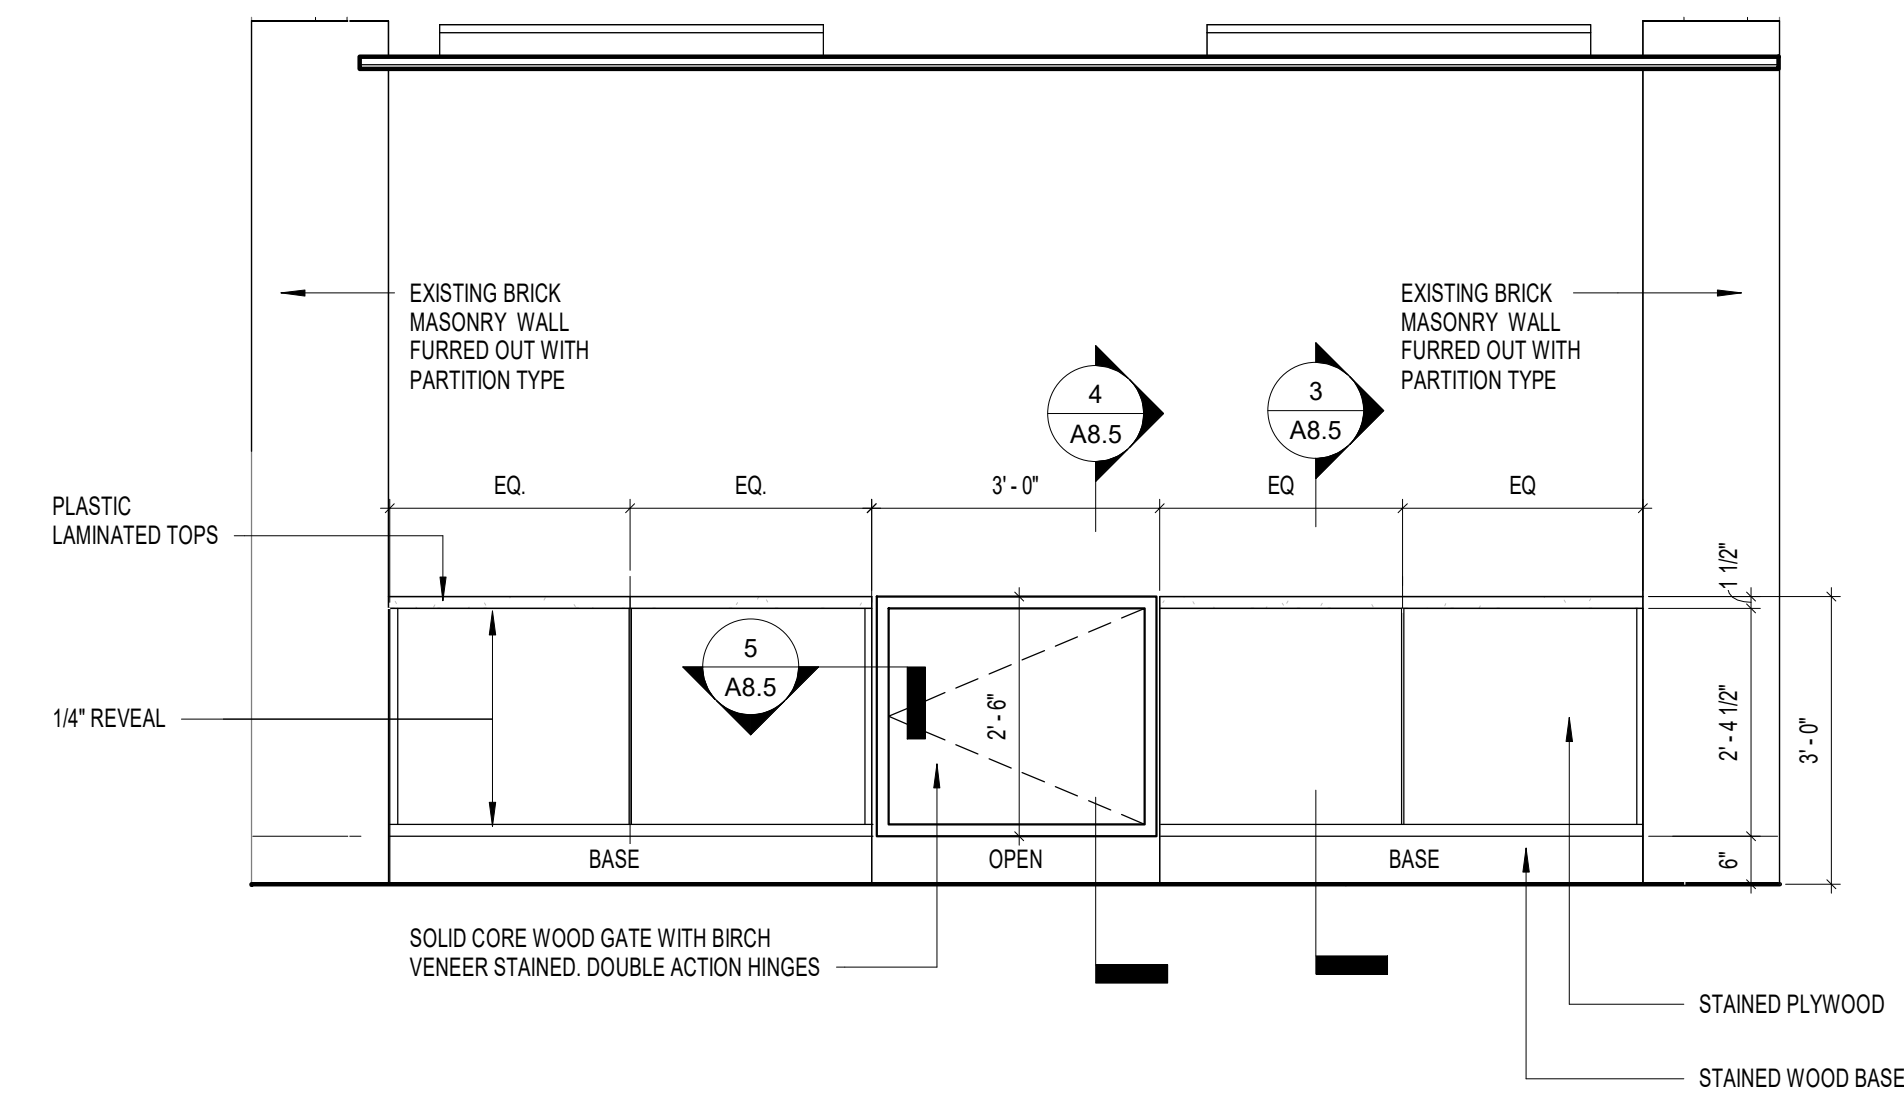 EXISTING BRICK
MASONRY WALL
FURRED OUT WITH
PARTITION TYPE
EXISTING BRICK
MASONRY WALL
FURRED OUT WITH
PARTITION TYPE
4
A8.5
3
A8.5
EQ.
EQ.
3' - 0"
EQ
EQ
PLASTIC
LAMINATED TOPS
1 1/2"
5
A8.5
1/4" REVEAL
2' - 6"
2' - 4 1/2"
3' - 0"
BASE
OPEN
BASE
6"
SOLID CORE WOOD GATE WITH BIRCH
VENEER STAINED. DOUBLE ACTION HINGES
STAINED PLYWOOD
STAINED WOOD BASE